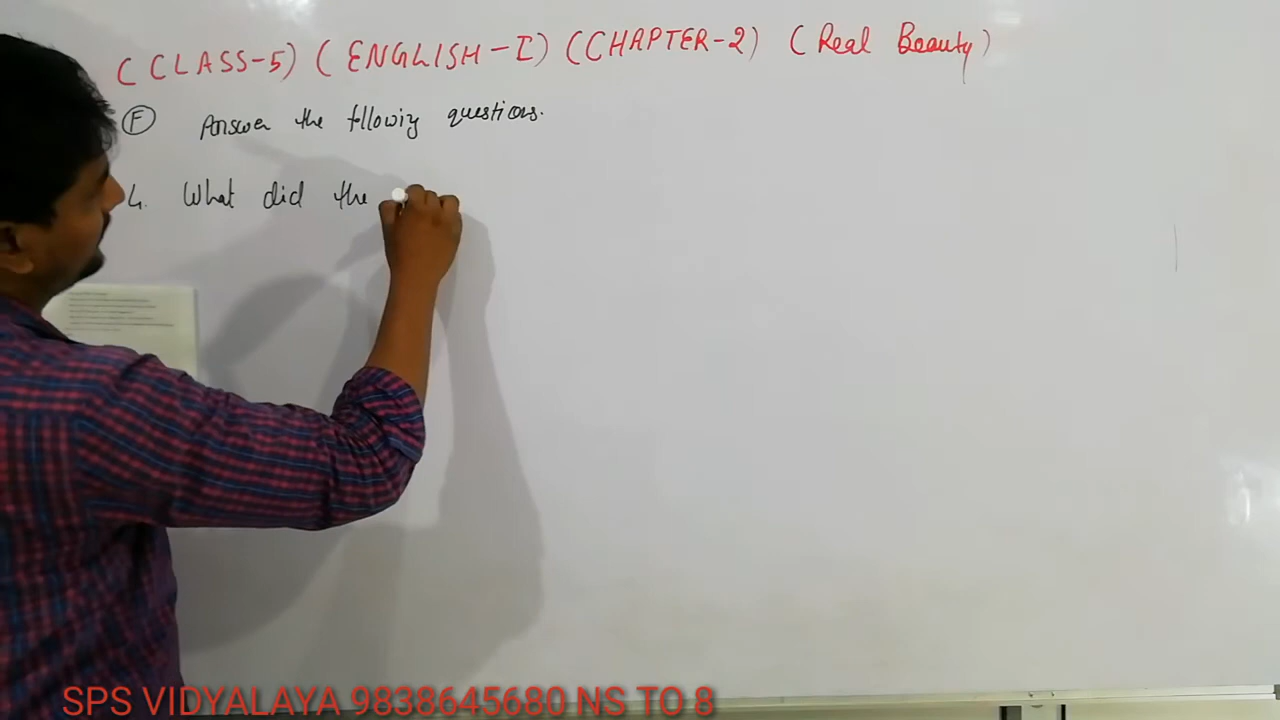 (CLASS-5) (ENGLISH-I) (CHAPTER-2) (Real Beauty)
F Answer the following questions.
4. What did the
SPS VIDYALAYA 9838645680 NS TO 8